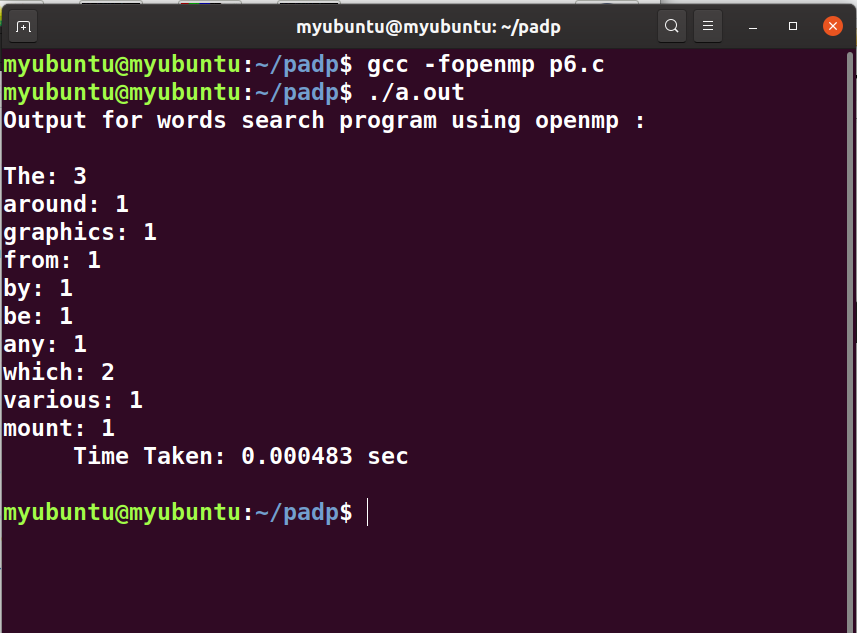 myubuntu@myubuntu: ~/padp
myubuntu@myubuntu:~/padp$ gcc -fopenmp p6.c
myubuntu@myubuntu:~/padp$ ./a.out
Output for words search program using openmp :
The: 3
around: 1
graphics: 1
from: 1
by: 1
be: 1
any: 1
which: 2
various: 1
mount: 1
Time Taken: 0.000483 sec
myubuntu@myubuntu:~/padp$